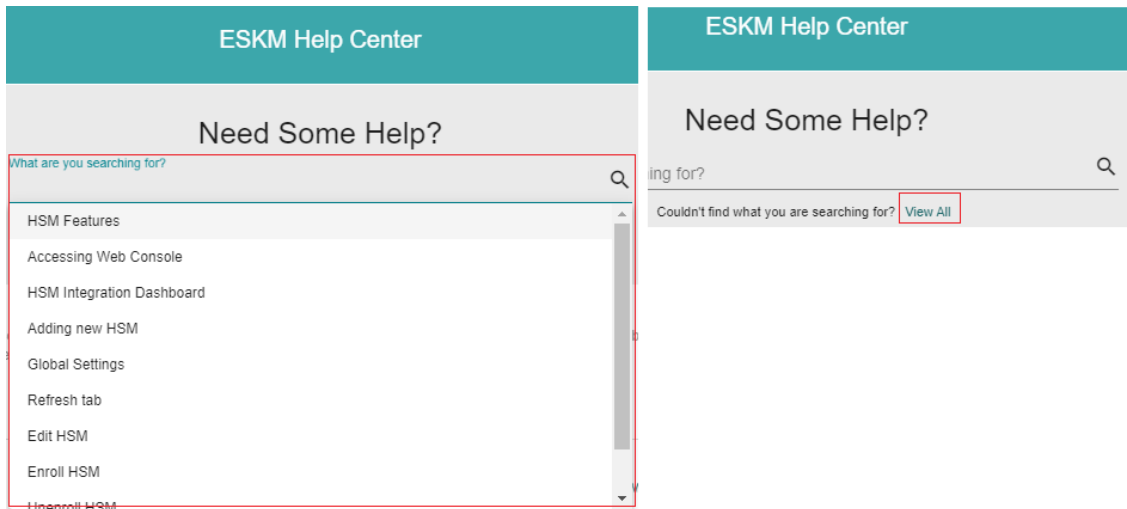 ESKM Help Center
Need Some Help?
What are you searching for?
HSM Features
Accessing Web Console
HSM Integration Dashboard
Adding new HSM
Global Settings
Refresh tab
Edit HSM
Enroll HSM
Unenroll HSM
ESKM Help Center
Need Some Help?
ing for?
Couldn't find what you are searching for? View All